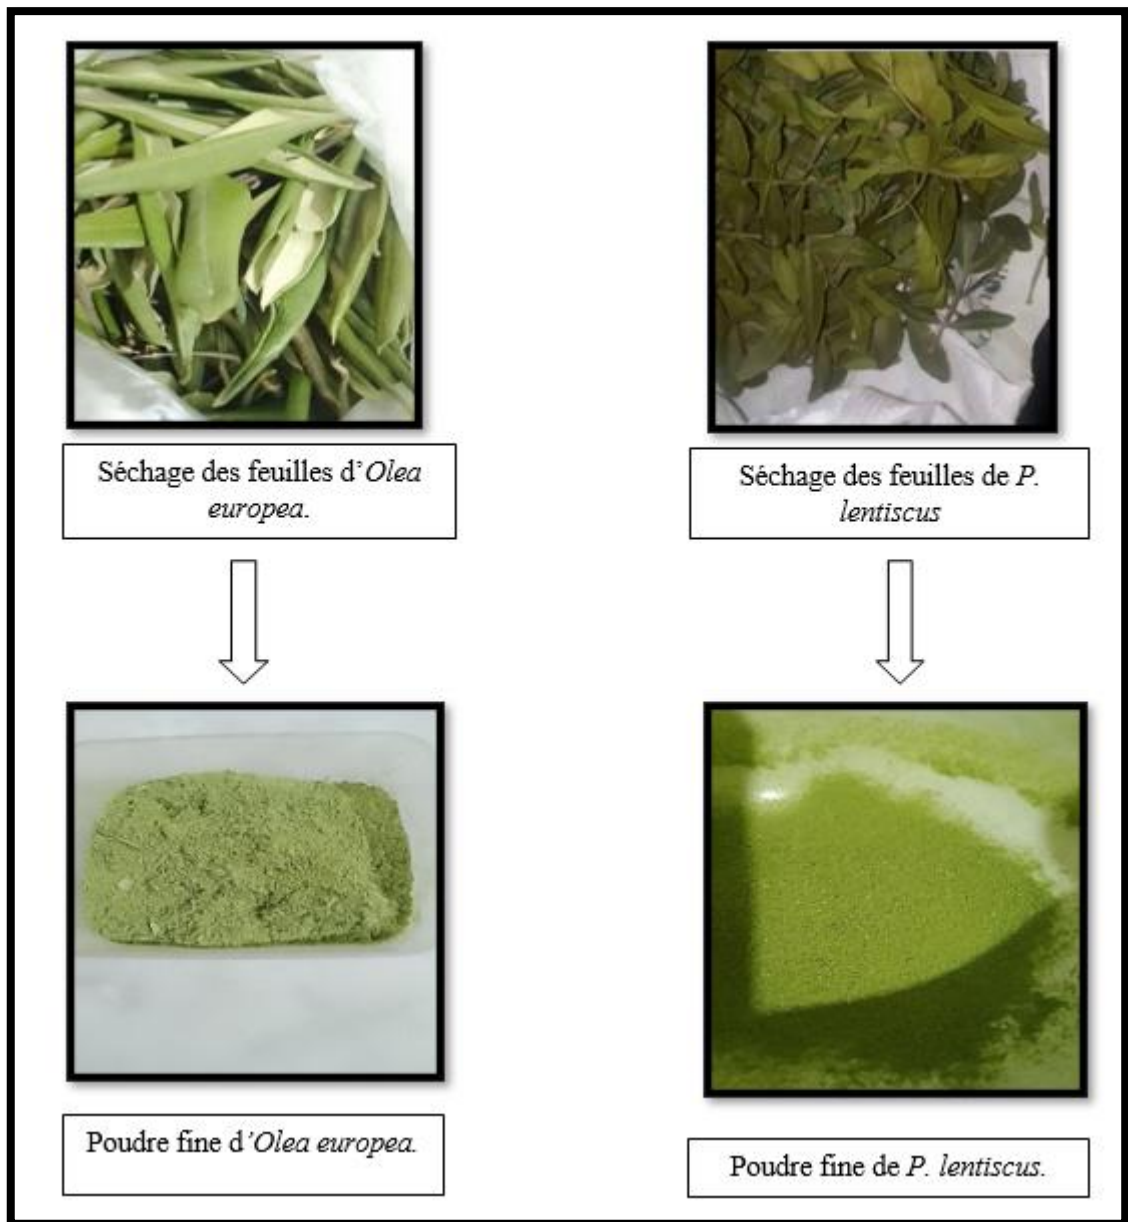 Séchage des feuilles d’Olea
europea.
Séchage des feuilles de P.
lentiscus
Poudre fine d’Olea europea.
Poudre fine de P. lentiscus.